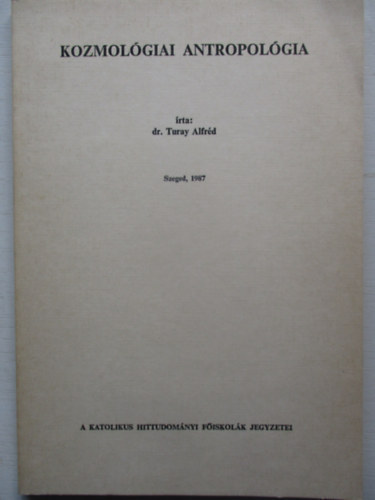 KOZMOLÓGIAI ANTROPOLÓGIA
írta:
dr. Turay Alfréd
Szeged, 1987
A KATOLIKUS HITTUDOMÁNYI FŐISKOLÁK JEGYZETEI